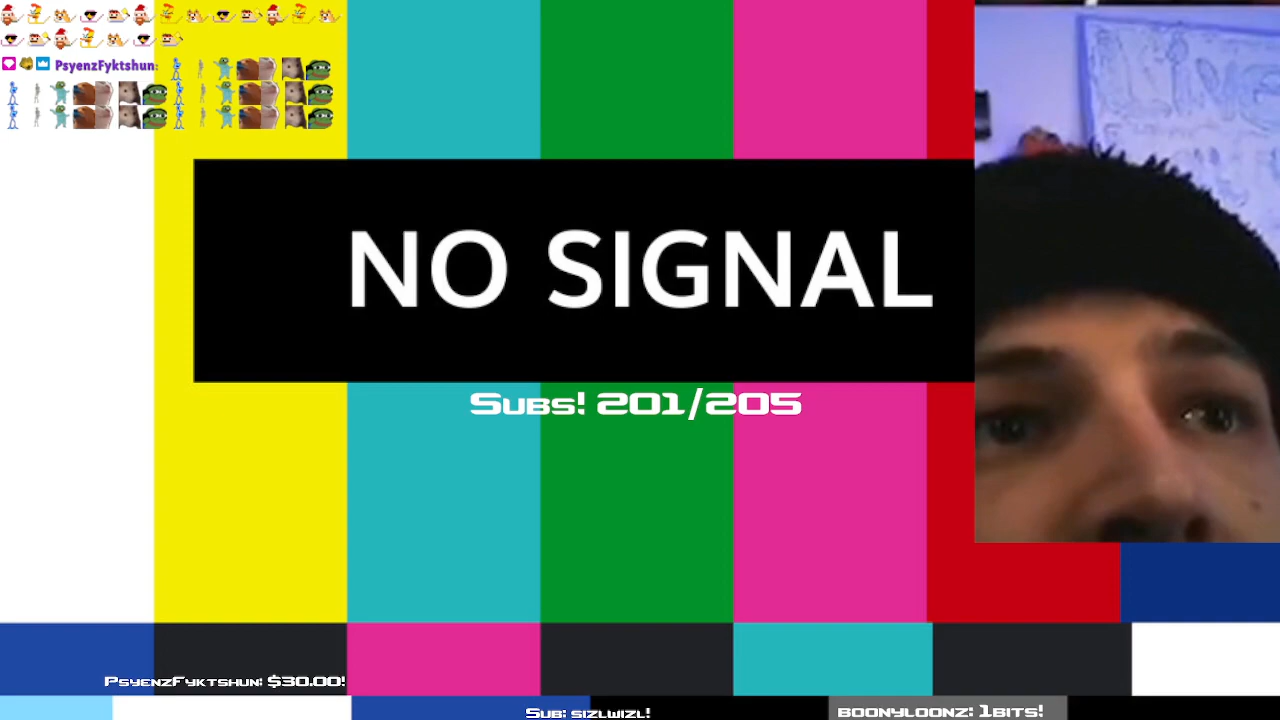 PsyenzFyktshun:
NO SIGNAL
Subs! 201/205
PsyenzFyktshun: $30.00!
Sub: sizlwizl!
boonyloonz: 1bits!